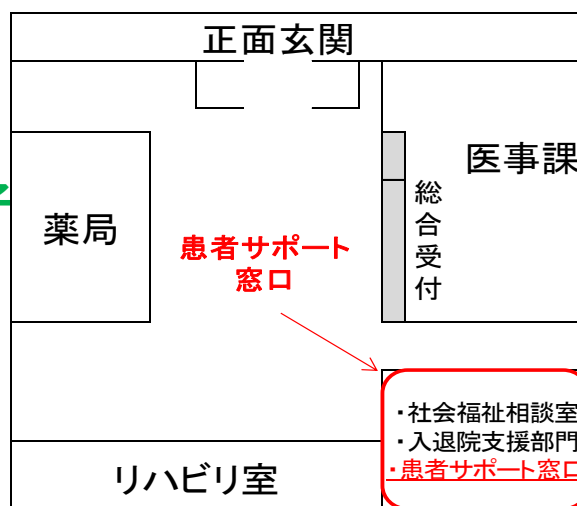 正面玄関
医事課
総合受付
薬局
患者サポート
窓口
・社会福祉相談室
・入退院支援部門
・患者サポート窓口
リハビリ室